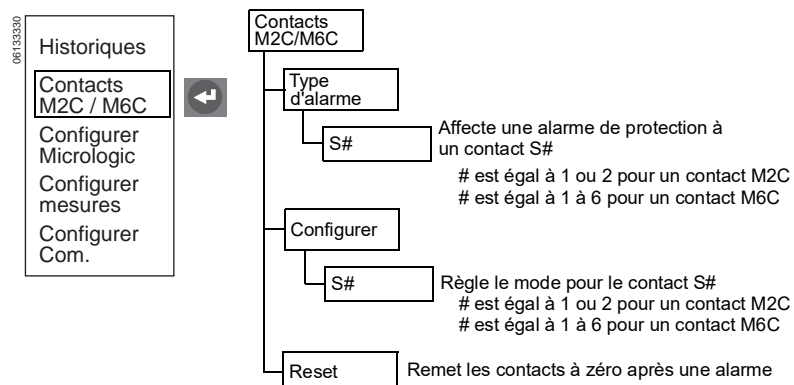 06133330
Historiques
Contacts
M2C / M6C
Configurer
Micrologic
Configurer
mesures
Configurer
Com.
Contacts
M2C/M6C
Type
d'alarme
S#
Affecte une alarme de protection à
un contact S#
# est égal à 1 ou 2 pour un contact M2C
# est égal à 1 à 6 pour un contact M6C
Configurer
S#
Règle le mode pour le contact S#
# est égal à 1 ou 2 pour un contact M2C
# est égal à 1 à 6 pour un contact M6C
Reset
Remet les contacts à zéro après une alarme